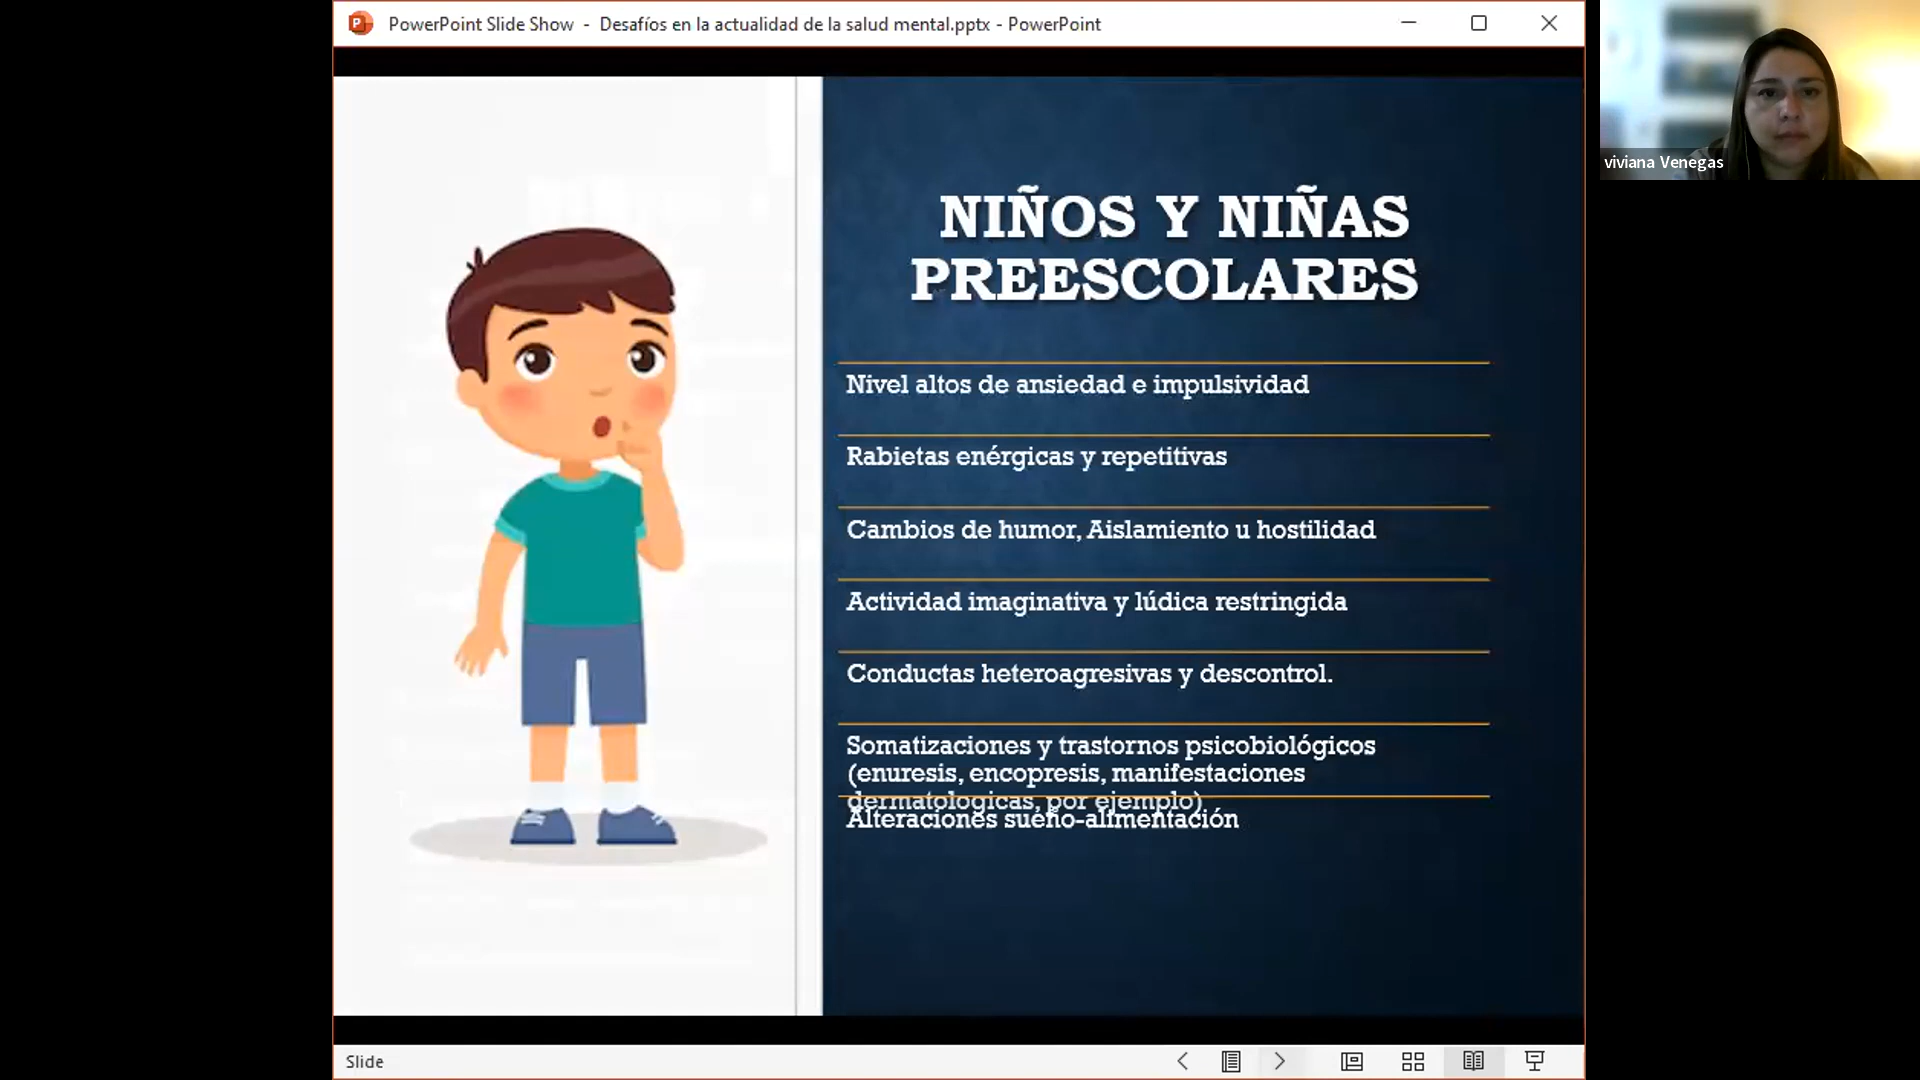 PowerPoint Slide Show - Desafíos en la actualidad de la salud mental.pptx - PowerPoint
viviana Venegas
NIÑOS Y NIÑAS
PREESCOLARES
Nivel altos de ansiedad e impulsividad
Rabietas enérgicas y repetitivas
Cambios de humor, Aislamiento u hostilidad
Actividad imaginativa y lúdica restringida
Conductas heteroagresivas y descontrol.
Somatizaciones y trastornos psicobiológicos
(enuresis, encopresis, manifestaciones
dermatológicas, por ejemplo)
Alteraciones sueño-alimentación
Slide